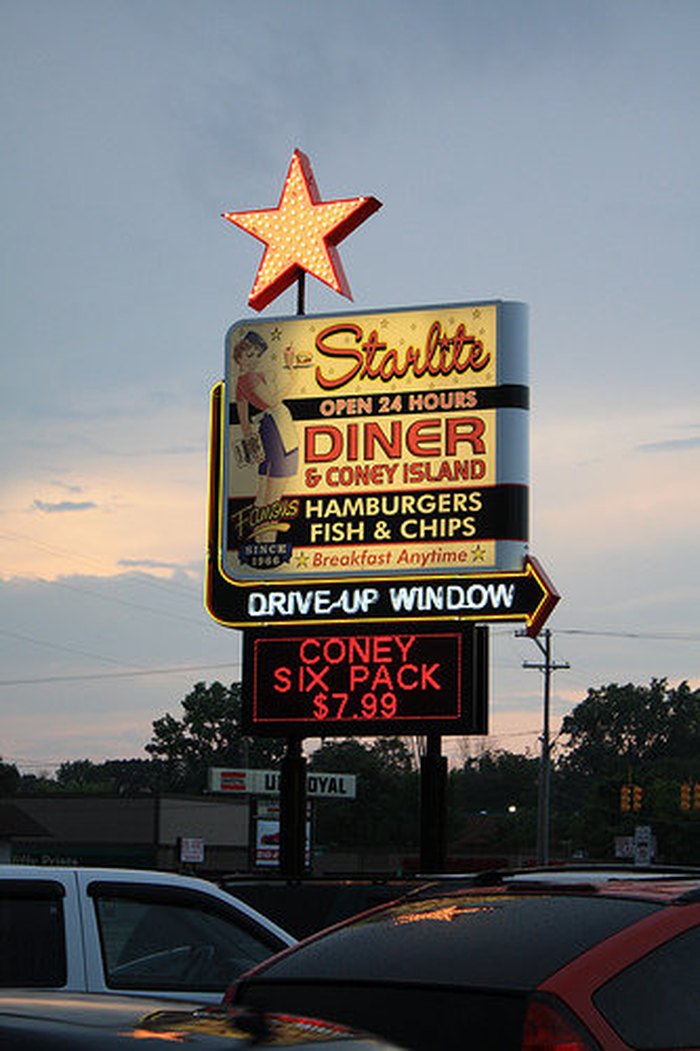 Starlite
OPEN 24 HOURS
DINER
& CONEY ISLAND
Famous
HAMBURGERS
FISH & CHIPS
SINCE
1966
Breakfast Anytime
DRIVE-UP WINDOW
CONEY
SIX PACK
$7.99